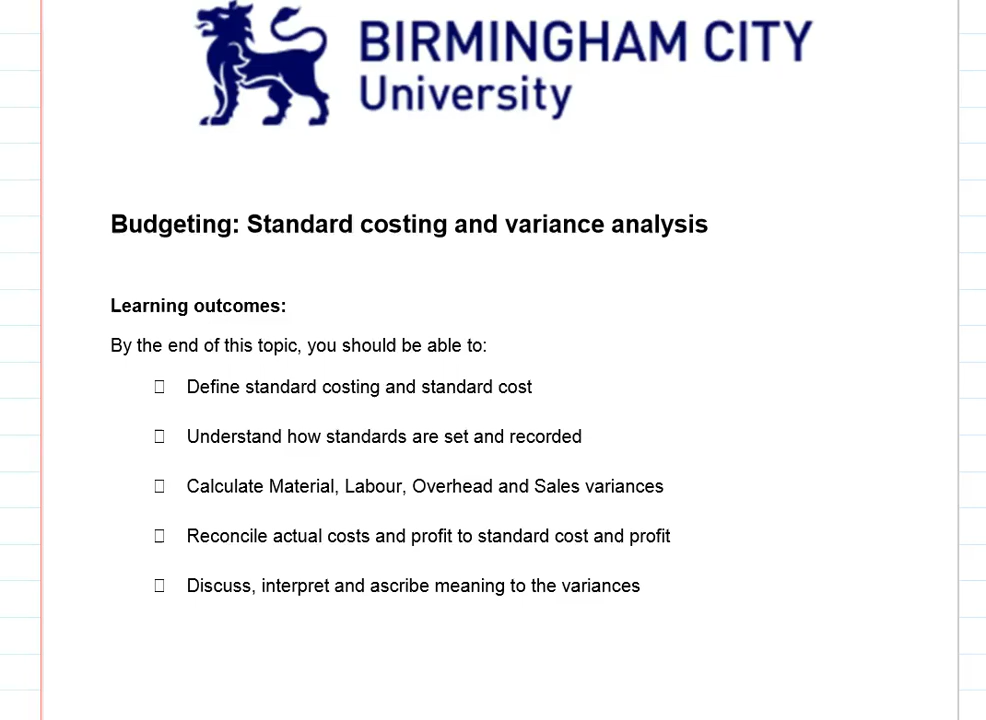 BIRMINGHAM CITY
University
Budgeting: Standard costing and variance analysis
Learning outcomes:
By the end of this topic, you should be able to:
Define standard costing and standard cost
Understand how standards are set and recorded
Calculate Material, Labour, Overhead and Sales variances
Reconcile actual costs and profit to standard cost and profit
Discuss, interpret and ascribe meaning to the variances